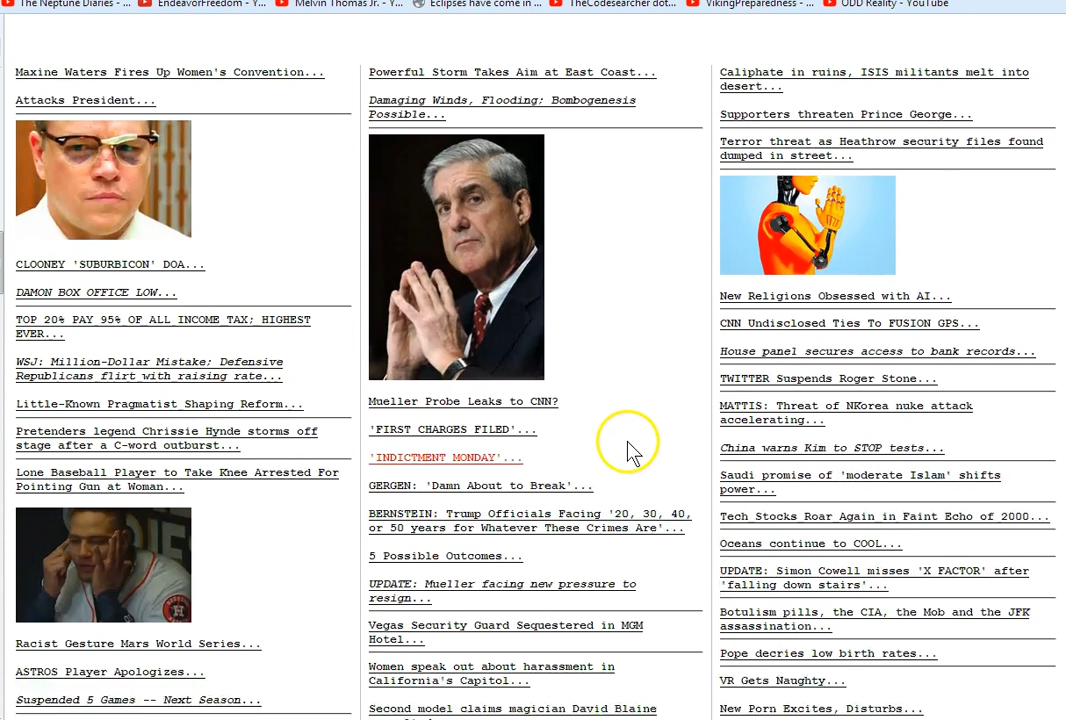 The Neptune Diaries - ...
EndeavorFreedom - Y...
Melvin Thomas Jr. - Y...
Eclipses have come in ...
TheCodesearcher dot...
VikingPreparedness - ...
ODD Reality - YouTube
Maxine Waters Fires Up Women's Convention...
Attacks President...
CLOONEY 'SUBURBICON' DOA...
DAMON BOX OFFICE LOW...
TOP 20% PAY 95% OF ALL INCOME TAX; HIGHEST
EVER...
WSJ: Million-Dollar Mistake: Defensive
Republicans flirt with raising rate...
Little-Known Pragmatist Shaping Reform...
Pretenders legend Chrissie Hynde storms off
stage after a C-word outburst...
Lone Baseball Player to Take Knee Arrested For
Pointing Gun at Woman...
Racist Gesture Mars World Series...
ASTROS Player Apologizes...
Suspended 5 Games -- Next Season...
Powerful Storm Takes Aim at East Coast...
Damaging Winds, Flooding; Bombogenesis
Possible...
Mueller Probe Leaks to CNN?
'FIRST CHARGES FILED'...
'INDICTMENT MONDAY'...
GERGEN: 'Damn About to Break'...
BERNSTEIN: Trump Officials Facing '20, 30, 40,
or 50 years for Whatever These Crimes Are'...
5 Possible Outcomes...
UPDATE: Mueller facing new pressure to
resign...
Vegas Security Guard Sequestered in MGM
Hotel...
Women speak out about harassment in
California's Capitol...
Second model claims magician David Blaine
Caliphate in ruins, ISIS militants melt into
desert...
Supporters threaten Prince George...
Terror threat as Heathrow security files found
dumped in street...
New Religions Obsessed with AI...
CNN Undisclosed Ties To FUSION GPS...
House panel secures access to bank records...
TWITTER Suspends Roger Stone...
MATTIS: Threat of NKorea nuke attack
accelerating...
China warns Kim to STOP tests...
Saudi promise of 'moderate Islam' shifts
power...
Tech Stocks Roar Again in Faint Echo of 2000...
Oceans continue to COOL...
UPDATE: Simon Cowell misses 'X FACTOR' after
'falling down stairs'...
Botulism pills, the CIA, the Mob and the JFK
assassination...
Pope decries low birth rates...
VR Gets Naughty...
New Porn Excites, Disturbs...